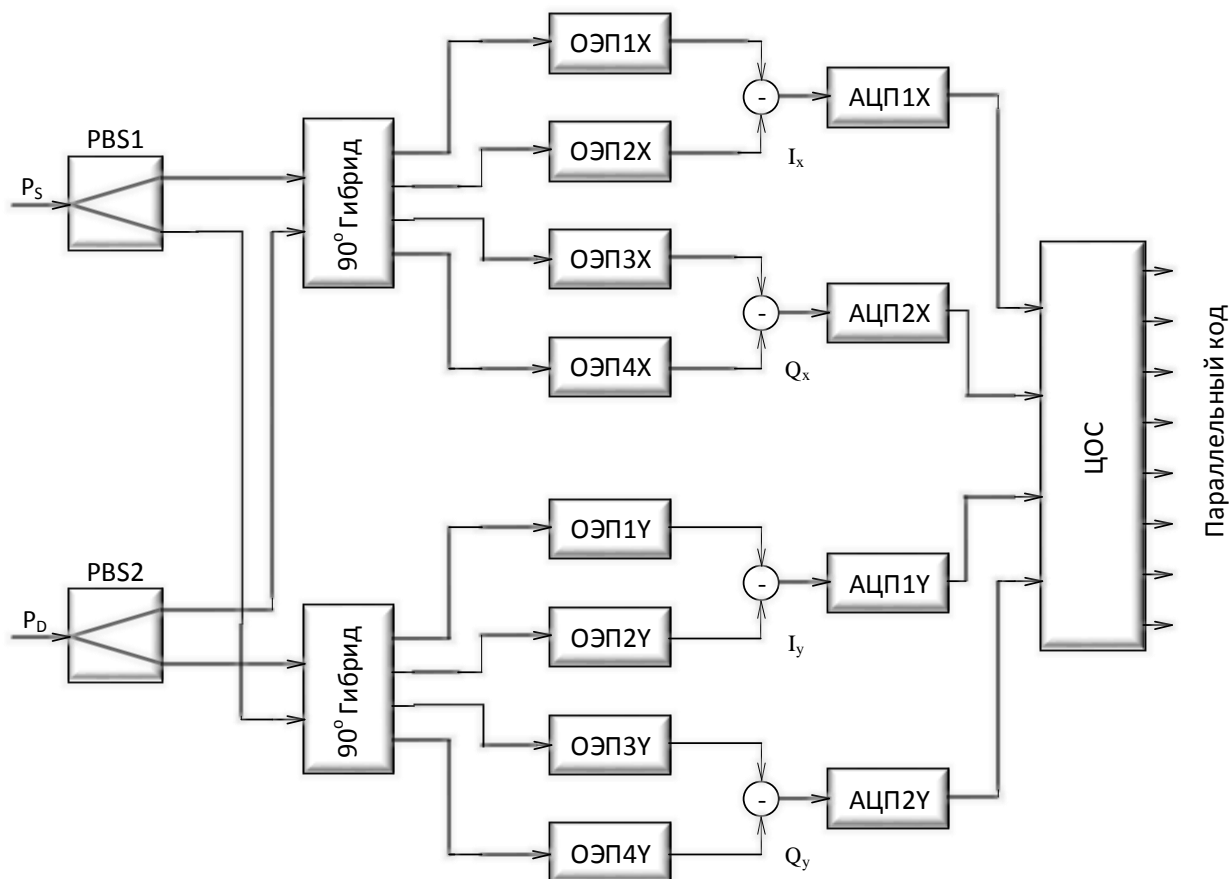 PBS1
P_S
90° Гибрид
ОЭП1X
ОЭП2X
ОЭП3X
ОЭП4X
-
I_x
-
Q_x
АЦП1X
АЦП2X
PBS2
P_D
90° Гибрид
ОЭП1Y
ОЭП2Y
ОЭП3Y
ОЭП4Y
-
I_y
-
Q_y
АЦП1Y
АЦП2Y
ЦОС
Параллельный код